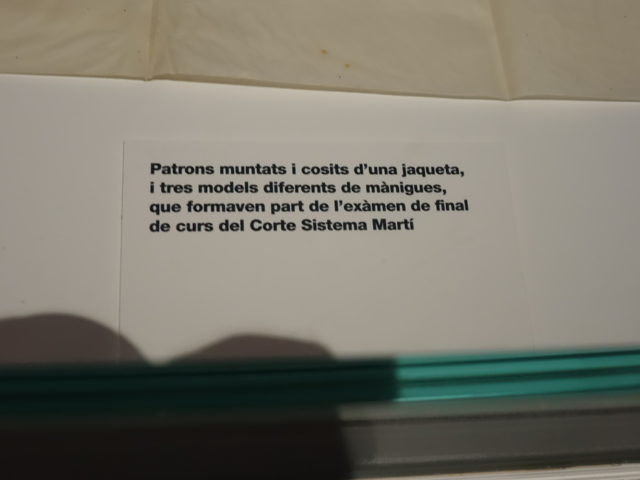 Patrons muntats i cosits d'una jaqueta,
i tres models diferents de mànigues,
que formaven part de l'exàmen de final
de curs del Corte Sistema Martí